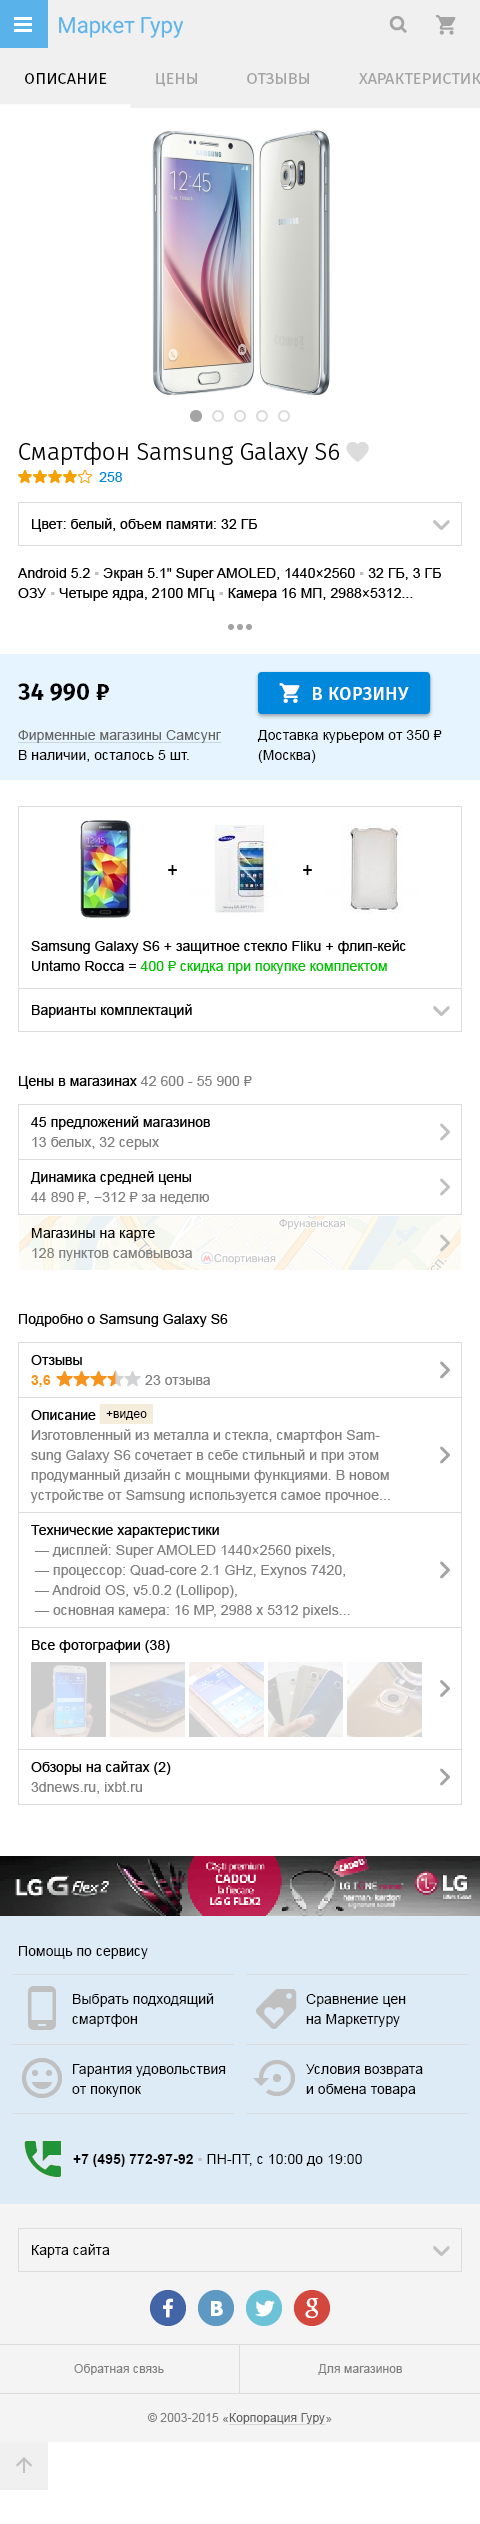 Маркет Гуру
ОПИСАНИЕ ЦЕНЫ ОТЗЫВЫ ХАРАКТЕРИСТИК
SAMSUNG
12:45
SAMSUNG
Смартфон Samsung Galaxy S6
258
Цвет: белый, объем памяти: 32 ГБ
Android 5.2 • Экран 5.1" Super AMOLED, 1440×2560 • 32 ГБ, 3 ГБ
ОЗУ • Четыре ядра, 2100 МГц • Камера 16 МП, 2988×5312...
34 990 ₽
В КОРЗИНУ
Фирменные магазины Самсунг
В наличии, осталось 5 шт.
Доставка курьером от 350 ₽
(Москва)
+ +
Samsung Galaxy S6 + защитное стекло Fliku + флип-кейс
Untamo Rocca = 400 ₽ скидка при покупке комплектом
Варианты комплектаций
Цены в магазинах 42 600 - 55 900 ₽
45 предложений магазинов
13 белых, 32 серых
Динамика средней цены
44 890 ₽, −312 ₽ за неделю
Фрунзенская
Магазины на карте
128 пунктов самовывоза
Спортивная
Подробно о Samsung Galaxy S6
Отзывы
3,6 23 отзыва
Описание +видео
Изготовленный из металла и стекла, смартфон Sam-
sung Galaxy S6 сочетает в себе стильный и при этом
продуманный дизайн с мощными функциями. В новом
устройстве от Samsung используется самое прочное...
Технические характеристики
— дисплей: Super AMOLED 1440×2560 pixels,
— процессор: Quad-core 2.1 GHz, Exynos 7420,
— Android OS, v5.0.2 (Lollipop),
— основная камера: 16 MP, 2988 x 5312 pixels...
Все фотографии (38)
Обзоры на сайтах (2)
3dnews.ru, ixbt.ru
LG G Flex 2
Câști premium
CADOU
la fiecare
LG G FLEX2
CADOU
LG TONE
harman/kardon
LG
Помощь по сервису
Выбрать подходящий
смартфон
Сравнение цен
на Маркетгуру
Гарантия удовольствия
от покупок
Условия возврата
и обмена товара
+7 (495) 772-97-92 • ПН-ПТ, с 10:00 до 19:00
Карта сайта
f B g
Обратная связь
Для магазинов
© 2003-2015 «Корпорация Гуру»